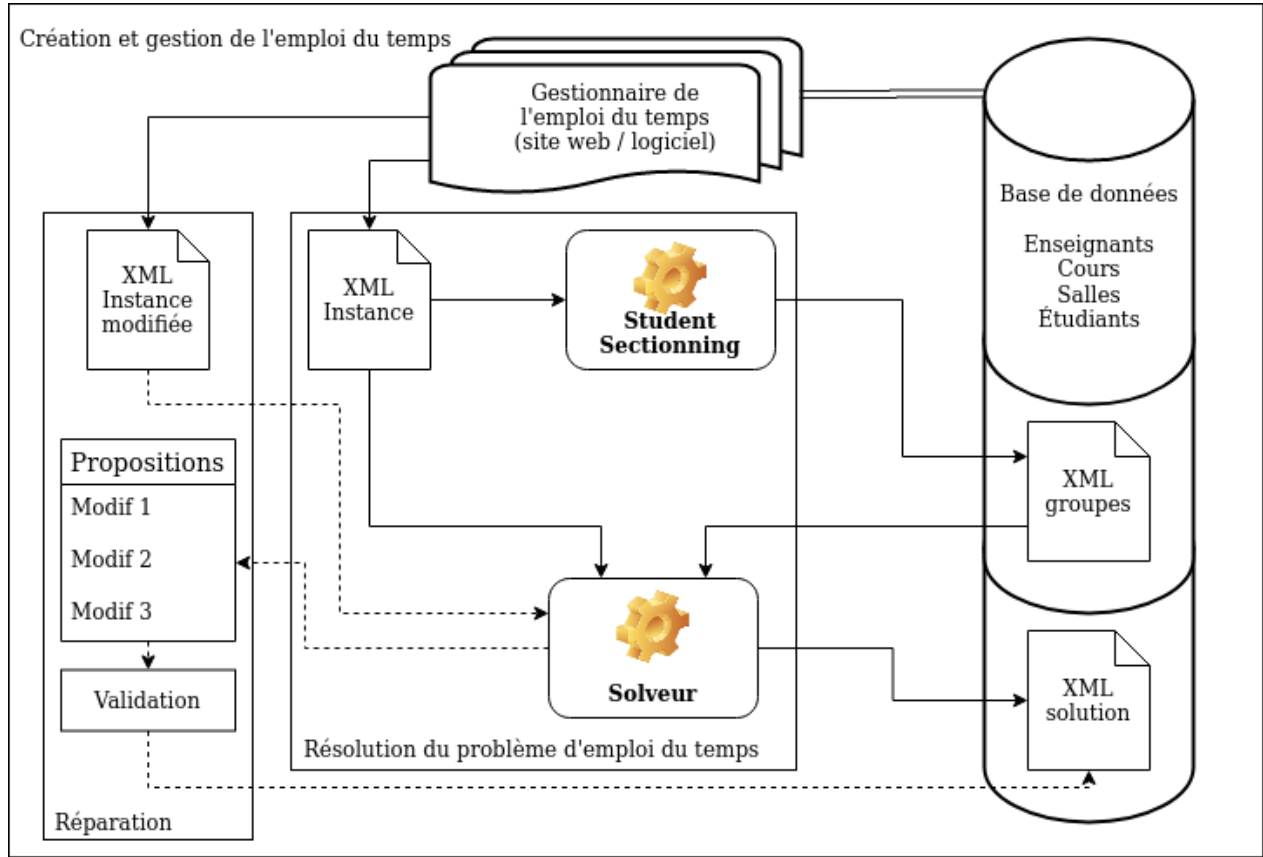 Création et gestion de l'emploi du temps
Gestionnaire de
l'emploi du temps
(site web / logiciel)
Base de données
Enseignants
Cours
Salles
Étudiants
XML
Instance
modifiée
XML
Instance
Student
Sectionning
Propositions
Modif 1
Modif 2
Modif 3
XML
groupes
Validation
Solveur
XML
solution
Résolution du problème d'emploi du temps
Réparation